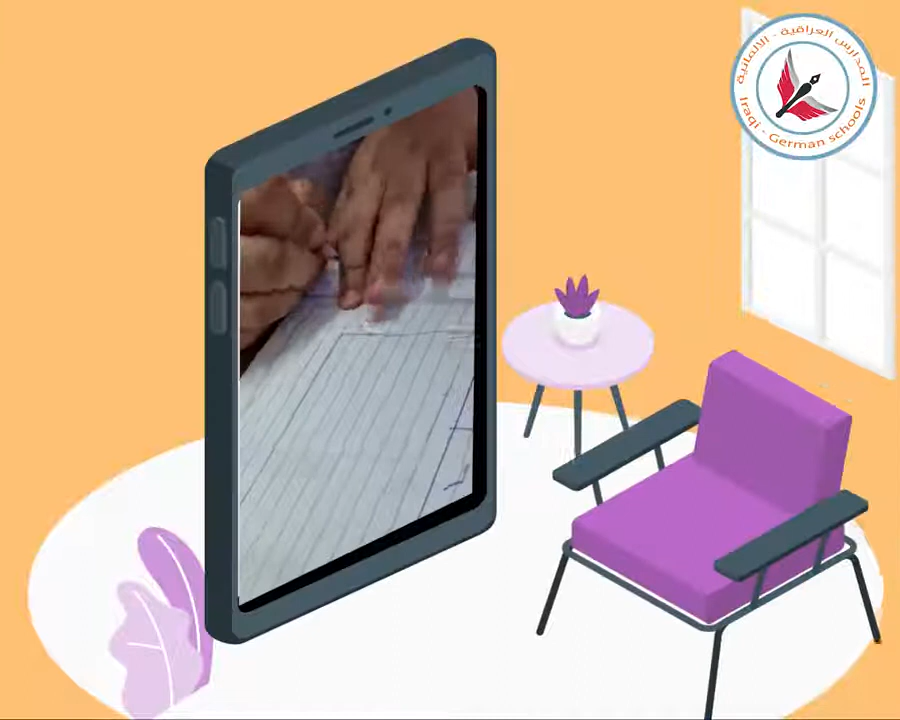 المدارس العراقية - الالمانية
Iraqi - German schools